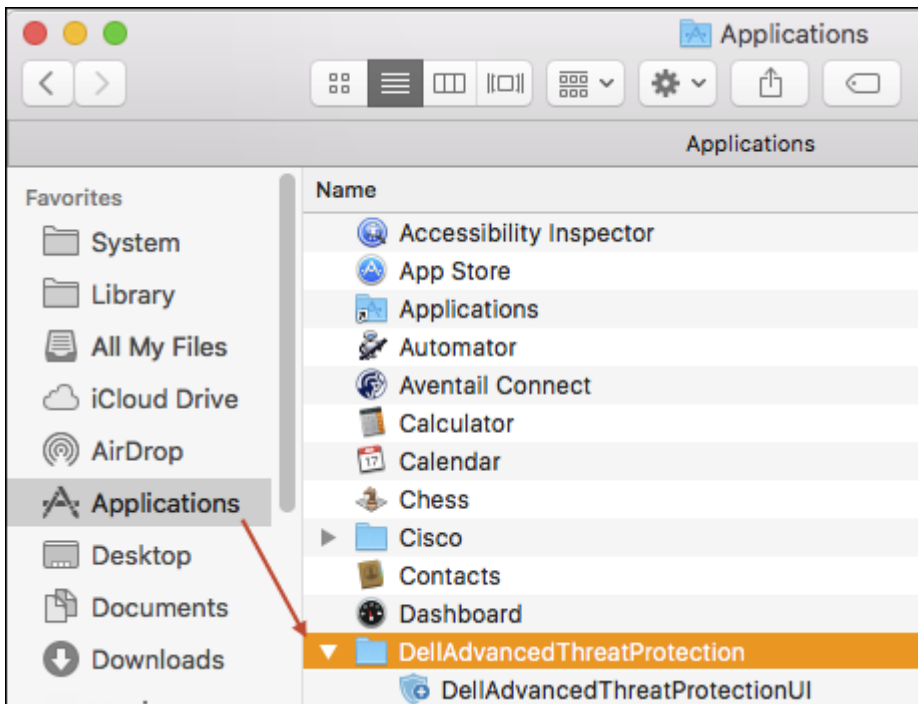 Applications
Applications
Favorites
System
Library
All My Files
iCloud Drive
AirDrop
Applications
Desktop
Documents
Downloads
Name
Accessibility Inspector
App Store
Applications
Automator
Aventail Connect
Calculator
17
Calendar
Chess
Cisco
Contacts
Dashboard
DellAdvancedThreatProtection
DellAdvancedThreatProtectionUI